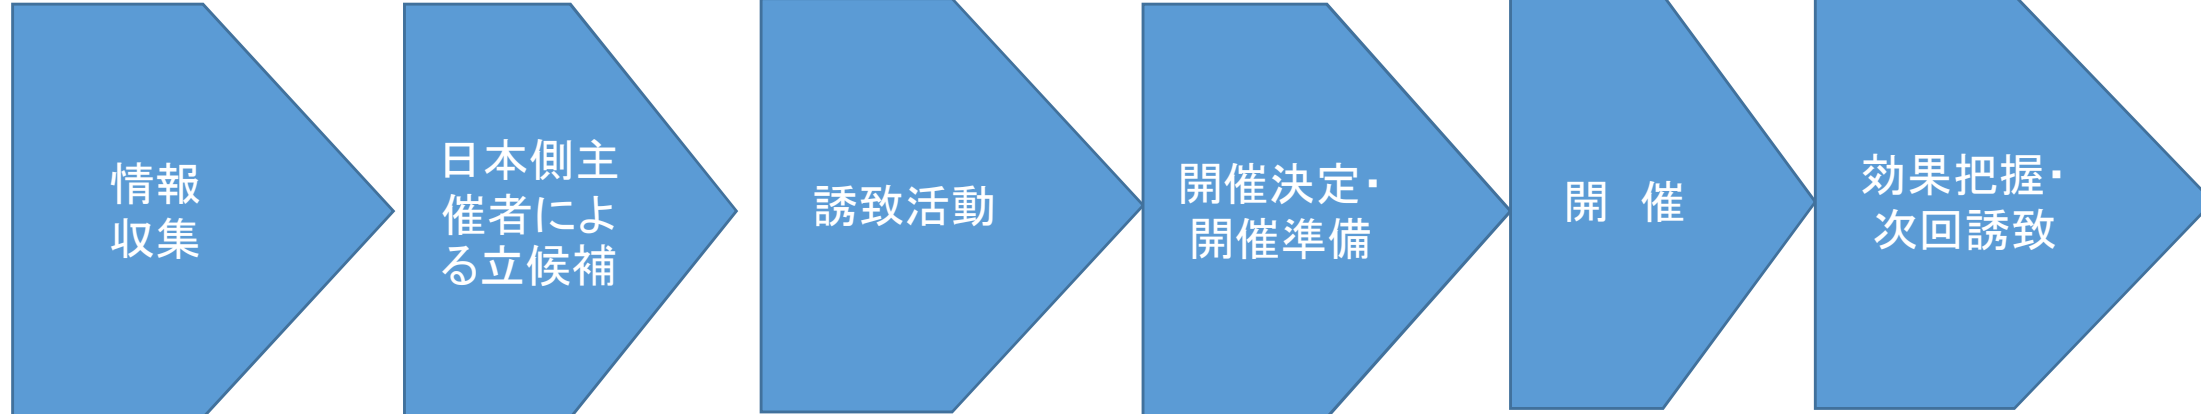 情報
収集
日本側主
催者によ
る立候補
誘致活動
開催決定・
開催準備
開　催
効果把握・
次回誘致